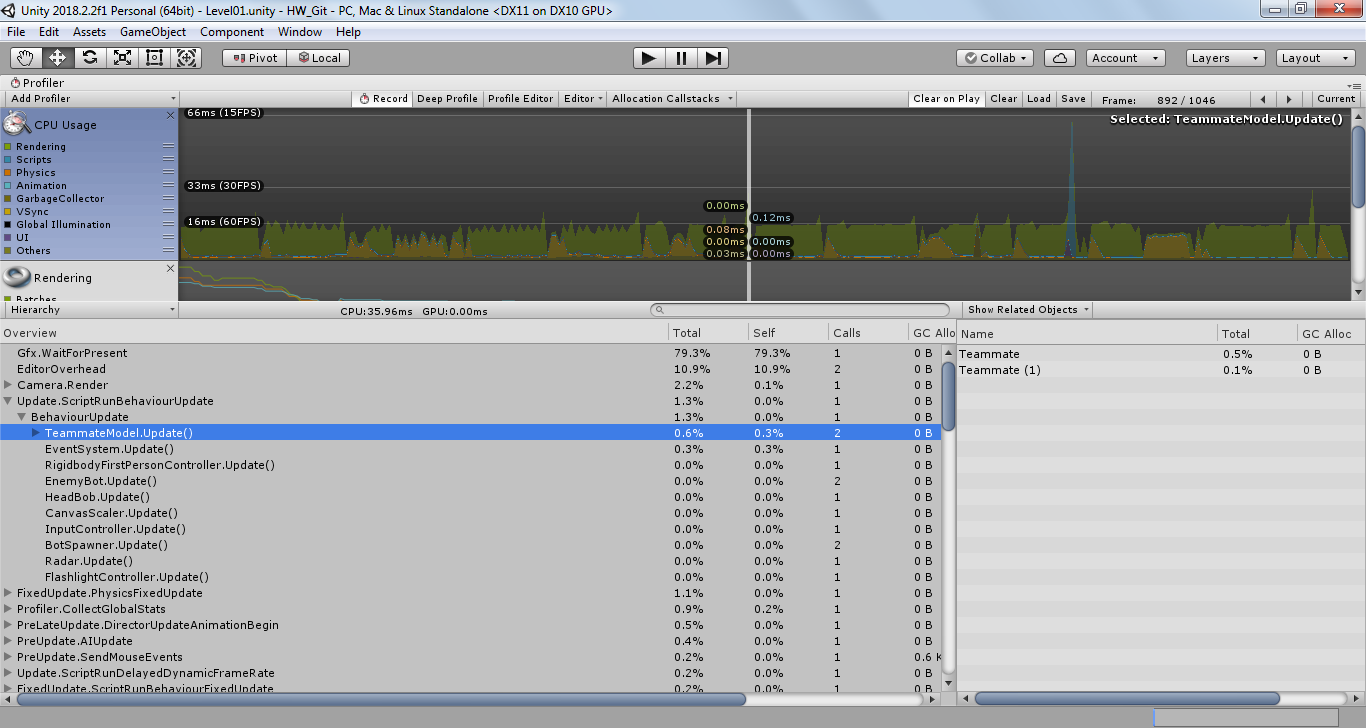 Unity 2018.2.2f1 Personal (64bit) - Level01.unity - HW_Git - PC, Mac & Linux Standalone <DX11 on DX10 GPU>
File Edit Assets GameObject Component Window Help
Pivot Local Collab Account Layers Layout
Profiler
Add Profiler Record Deep Profile Profile Editor Editor Allocation Callstacks Clear on Play Clear Load Save Frame: 892 / 1046 Current
CPU Usage
Rendering
Scripts
Physics
Animation
GarbageCollector
VSync
Global Illumination
UI
Others
66ms (15FPS)
Selected: TeammateModel.Update()
33ms (30FPS)
16ms (60FPS)
0.00ms
0.12ms
0.08ms
0.00ms 0.00ms
0.03ms 0.00ms
Rendering
Batches
Hierarchy CPU:35.96ms GPU:0.00ms Show Related Objects
Overview Total Self Calls GC Allo
Gfx.WaitForPresent 79.3% 79.3% 1 0 B
EditorOverhead 10.9% 10.9% 2 0 B
Camera.Render 2.2% 0.1% 1 0 B
Update.ScriptRunBehaviourUpdate 1.3% 0.0% 1 0 B
BehaviourUpdate 1.3% 0.0% 1 0 B
TeammateModel.Update() 0.6% 0.3% 2 0 B
EventSystem.Update() 0.3% 0.3% 1 0 B
RigidbodyFirstPersonController.Update() 0.0% 0.0% 1 0 B
EnemyBot.Update() 0.0% 0.0% 2 0 B
HeadBob.Update() 0.0% 0.0% 1 0 B
CanvasScaler.Update() 0.0% 0.0% 1 0 B
InputController.Update() 0.0% 0.0% 1 0 B
BotSpawner.Update() 0.0% 0.0% 2 0 B
Radar.Update() 0.0% 0.0% 1 0 B
FlashlightController.Update() 0.0% 0.0% 1 0 B
FixedUpdate.PhysicsFixedUpdate 1.1% 0.0% 1 0 B
Profiler.CollectGlobalStats 0.9% 0.2% 1 0 B
PreLateUpdate.DirectorUpdateAnimationBegin 0.5% 0.0% 1 0 B
PreUpdate.AIUpdate 0.4% 0.0% 1 0 B
PreUpdate.SendMouseEvents 0.2% 0.0% 1 0.6 K
Update.ScriptRunDelayedDynamicFrameRate 0.2% 0.0% 1 0 B
FixedUpdate.ScriptRunBehaviourFixedUpdate 0.2% 0.0% 1 0 B
Name Total GC Alloc
Teammate 0.5% 0 B
Teammate (1) 0.1% 0 B